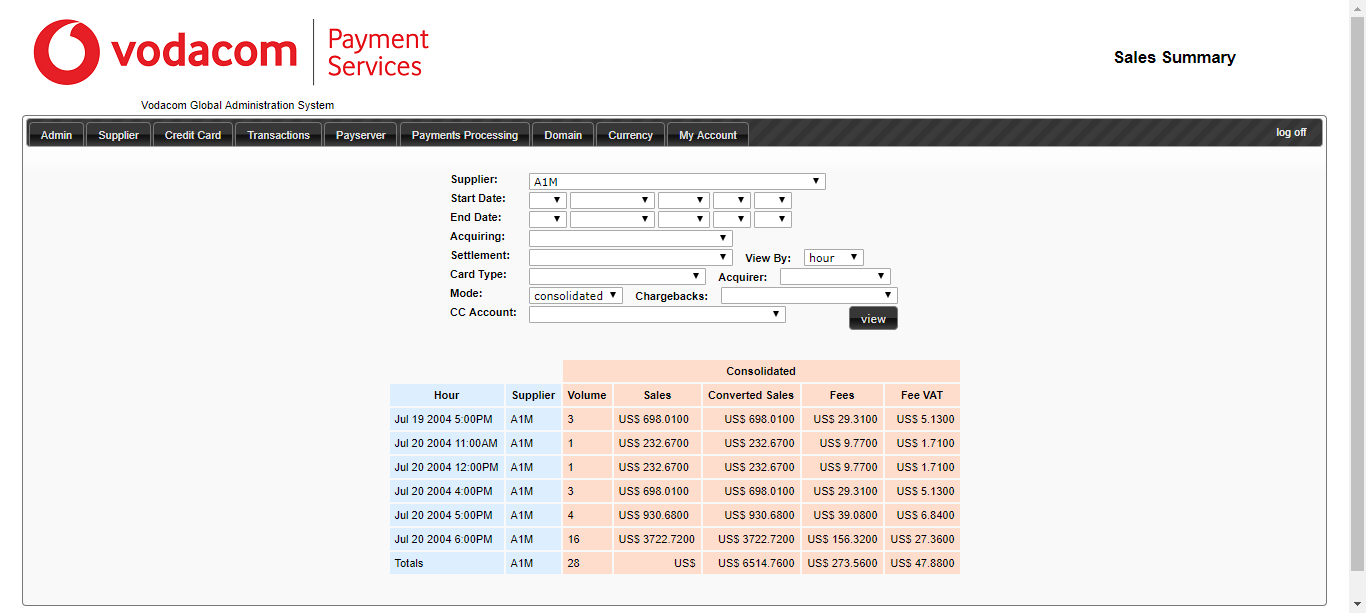 vodacom Payment Services
Sales Summary
Vodacom Global Administration System
Admin Supplier Credit Card Transactions Payserver Payments Processing Domain Currency My Account log off
Supplier: A1M
Start Date:
End Date:
Acquiring:
Settlement: View By: hour
Card Type: Acquirer:
Mode: consolidated Chargebacks:
CC Account: view
Consolidated
Hour Supplier Volume Sales Converted Sales Fees Fee VAT
Jul 19 2004 5:00PM A1M 3 US$ 698.0100 US$ 698.0100 US$ 29.3100 US$ 5.1300
Jul 20 2004 11:00AM A1M 1 US$ 232.6700 US$ 232.6700 US$ 9.7700 US$ 1.7100
Jul 20 2004 12:00PM A1M 1 US$ 232.6700 US$ 232.6700 US$ 9.7700 US$ 1.7100
Jul 20 2004 4:00PM A1M 3 US$ 698.0100 US$ 698.0100 US$ 29.3100 US$ 5.1300
Jul 20 2004 5:00PM A1M 4 US$ 930.6800 US$ 930.6800 US$ 39.0800 US$ 6.8400
Jul 20 2004 6:00PM A1M 16 US$ 3722.7200 US$ 3722.7200 US$ 156.3200 US$ 27.3600
Totals A1M 28 US$ US$ 6514.7600 US$ 273.5600 US$ 47.8800